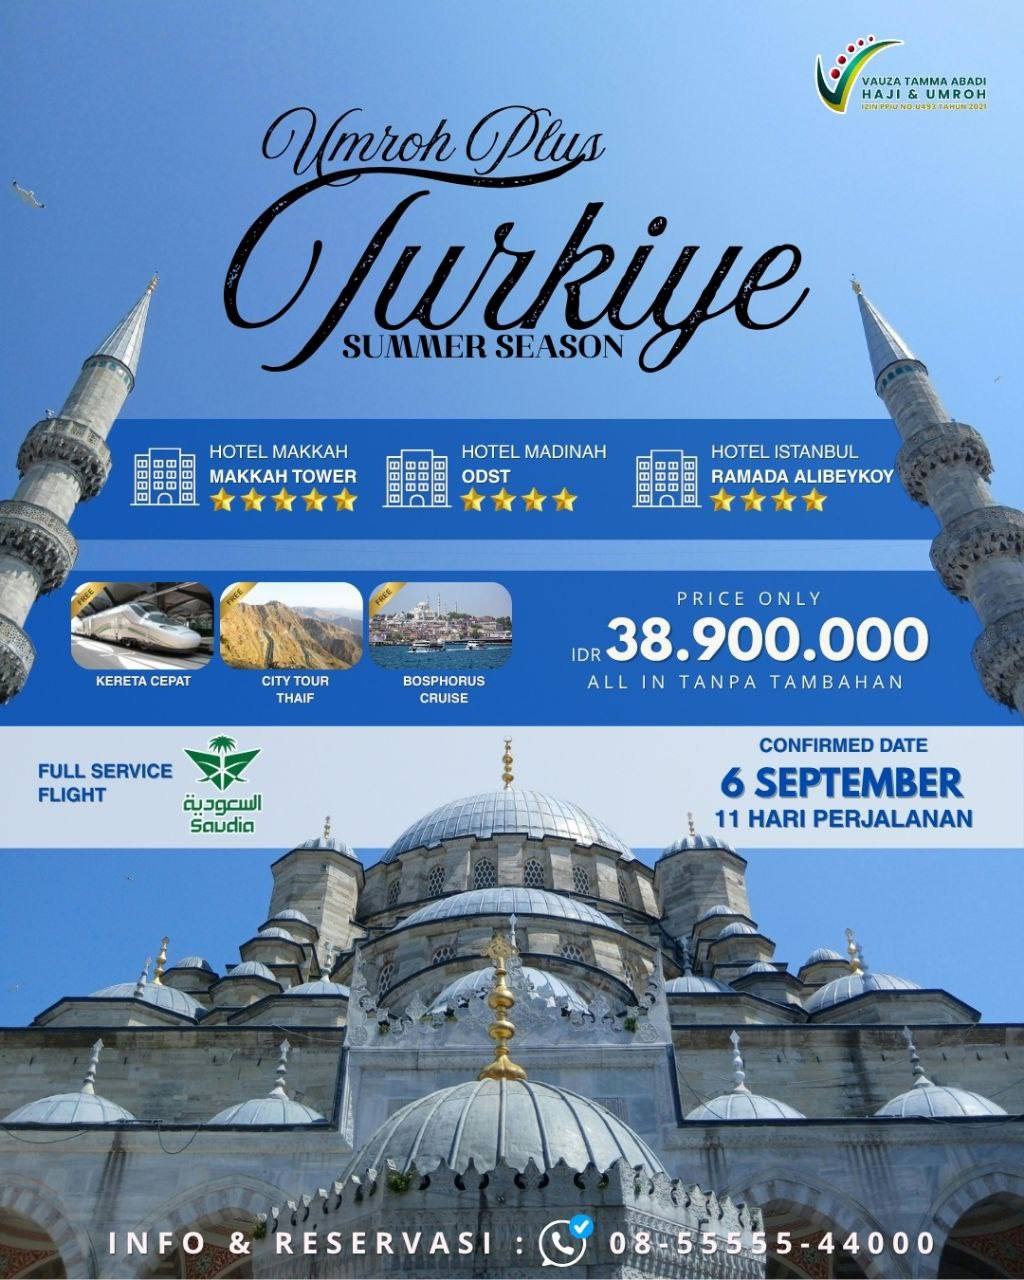 VAUZA TAMMA ABADI
HAJI & UMROH
IZIN PPIU NO.U493 TAHUN 2021
Umroh Plus
Turkiye
SUMMER SEASON
HOTEL MAKKAH
MAKKAH TOWER
HOTEL MADINAH
ODST
HOTEL ISTANBUL
RAMADA ALIBEYKOY
FREE
KERETA CEPAT
FREE
CITY TOUR
THAIF
FREE
BOSPHORUS
CRUISE
PRICE ONLY
IDR 38.900.000
ALL IN TANPA TAMBAHAN
FULL SERVICE
FLIGHT
السعودية
Saudia
CONFIRMED DATE
6 SEPTEMBER
11 HARI PERJALANAN
INFO & RESERVASI : 08-55555-44000